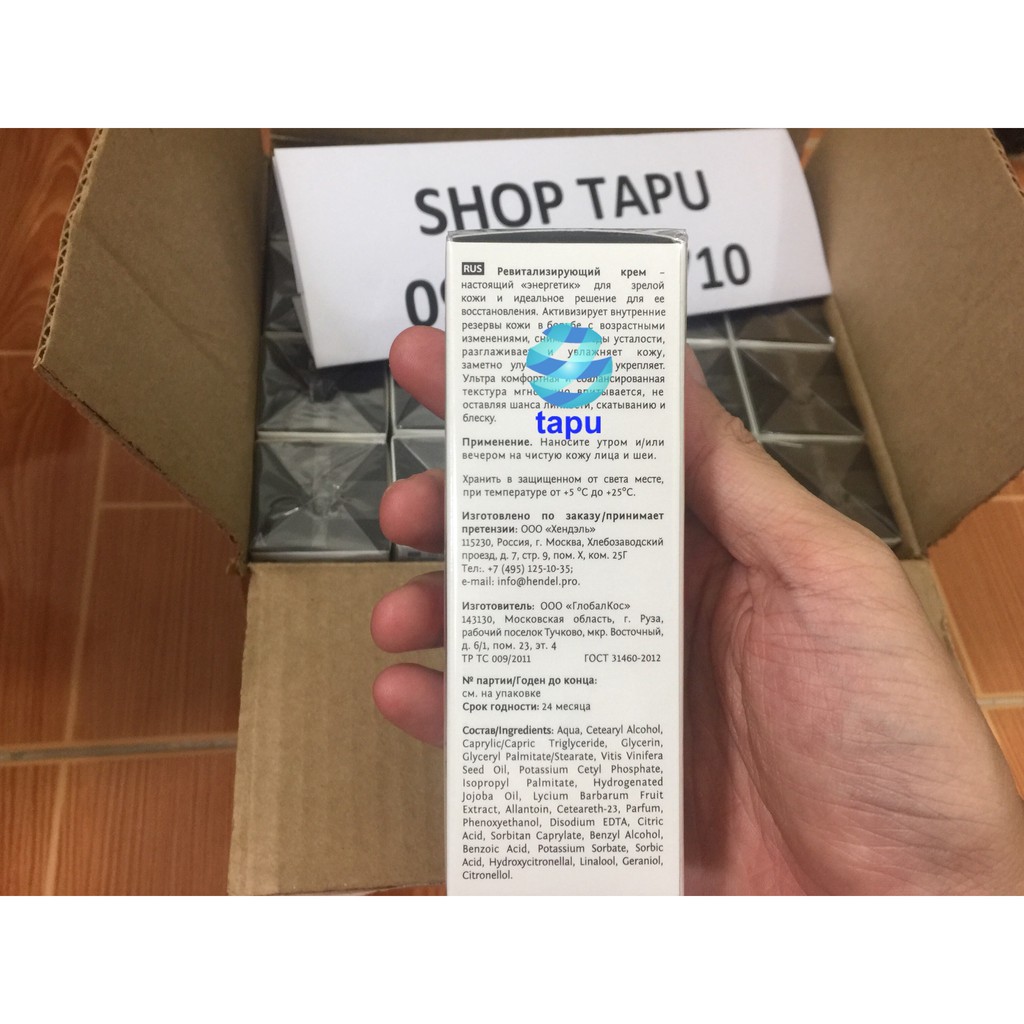 SHOP TAPU
09
710
RUS Ревитализирующий крем –
настоящий «энергетик» для зрелой
кожи и идеальное решение для ее
восстановления. Активизирует внутренние
резервы кожи в борьбе с возрастными
изменениями, усталости,
разглаживает и увлажняет кожу,
заметно укрепляет.
Ультра комфортная и сбалансированная
текстура мгновенно впитывается, не
оставляя шанса липкости, скатыванию и
блеску.
tapu
Применение. Наносите утром и/или
вечером на чистую кожу лица и шеи.
Хранить в защищенном от света месте,
при температуре от +5 °С до +25°С.
Изготовлено по заказу/принимает
претензии: ООО «Хендэль»
115230, Россия, г. Москва, Хлебозаводский
проезд, д. 7, стр. 9, пом. X, ком. 25Г
Тел:. +7 (495) 125-10-35;
e-mail: info@hendel.pro.
Изготовитель: ООО «ГлобалКос»
143130, Московская область, г. Руза,
рабочий поселок Тучково, мкр. Восточный,
д. 6/1, пом. 23, эт. 4
ТР ТС 009/2011 ГОСТ 31460-2012
№ партии/Годен до конца:
см. на упаковке
Срок годности: 24 месяца
Состав/Ingredients: Aqua, Cetearyl Alcohol,
Caprylic/Capric Triglyceride, Glycerin,
Glyceryl Palmitate/Stearate, Vitis Vinifera
Seed Oil, Potassium Cetyl Phosphate,
Isopropyl Palmitate, Hydrogenated
Jojoba Oil, Lycium Barbarum Fruit
Extract, Allantoin, Ceteareth-23, Parfum,
Phenoxyethanol, Disodium EDTA, Citric
Acid, Sorbitan Caprylate, Benzyl Alcohol,
Benzoic Acid, Potassium Sorbate, Sorbic
Acid, Hydroxycitronellal, Linalool, Geraniol,
Citronellol.